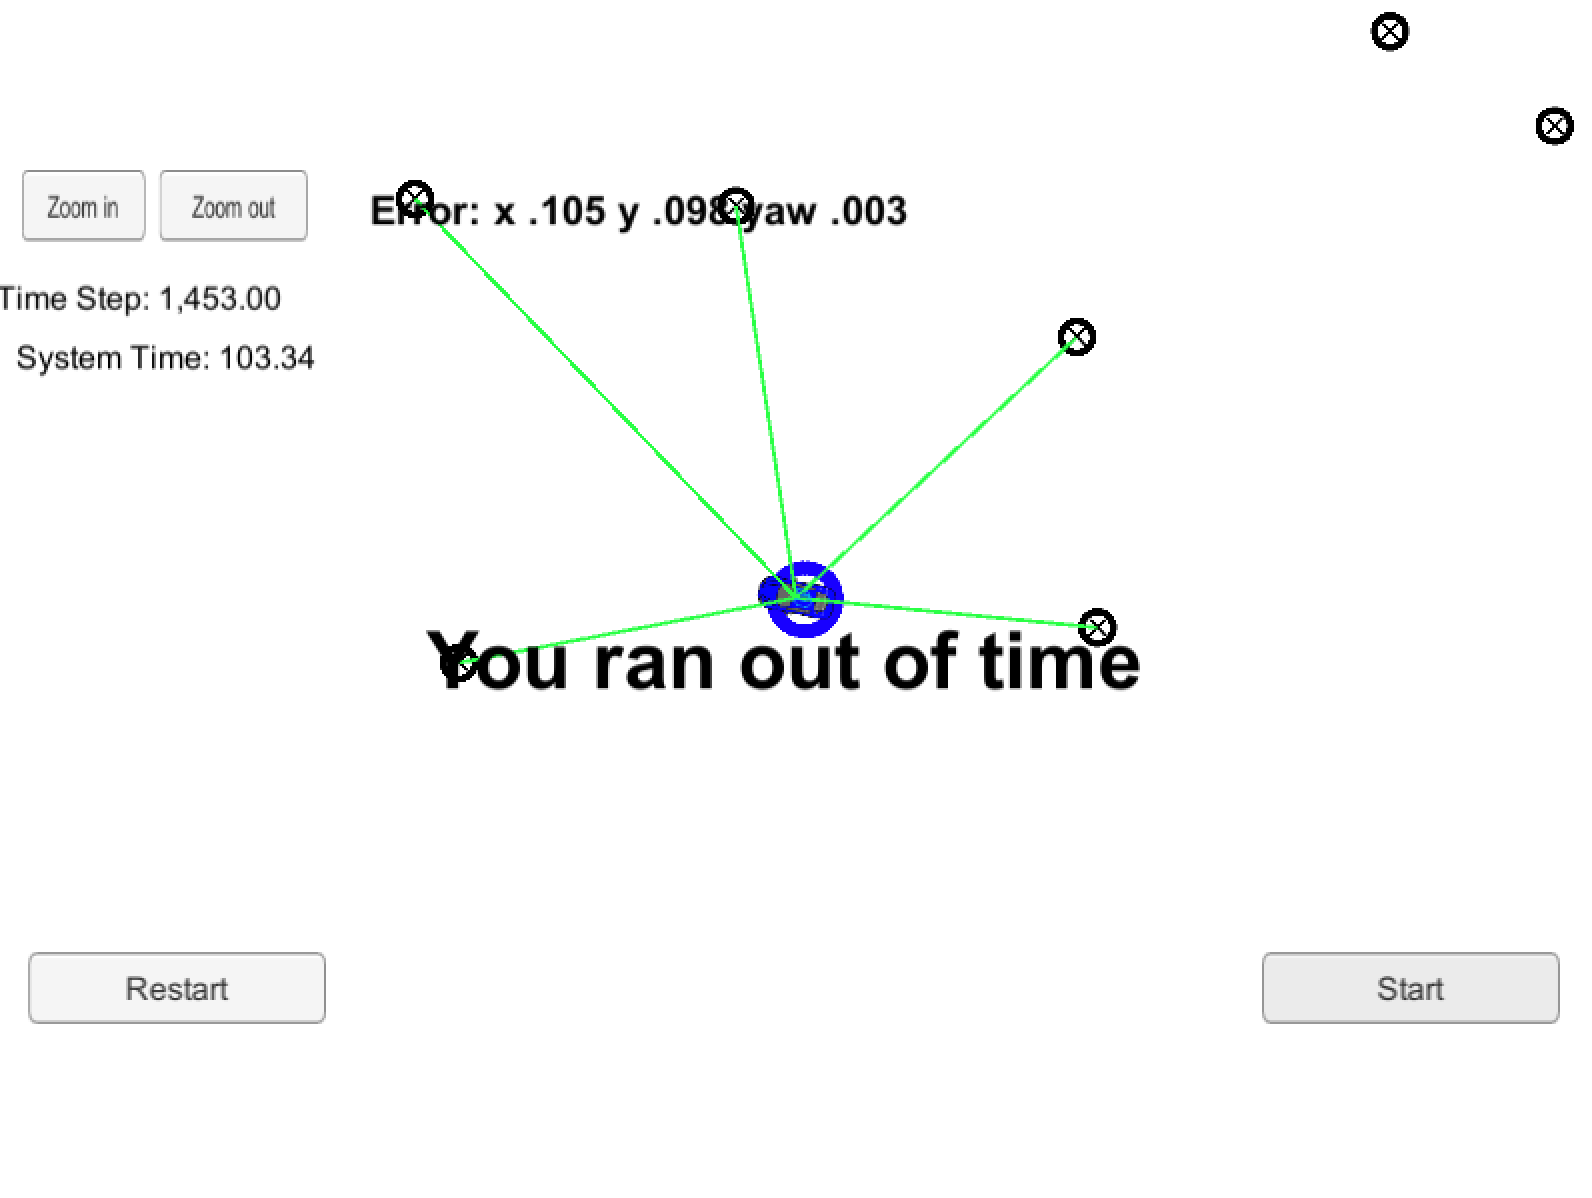 Zoom in
Zoom out
Error: x .105 y .098 yaw .003
Time Step: 1,453.00
System Time: 103.34
You ran out of time
Restart
Start